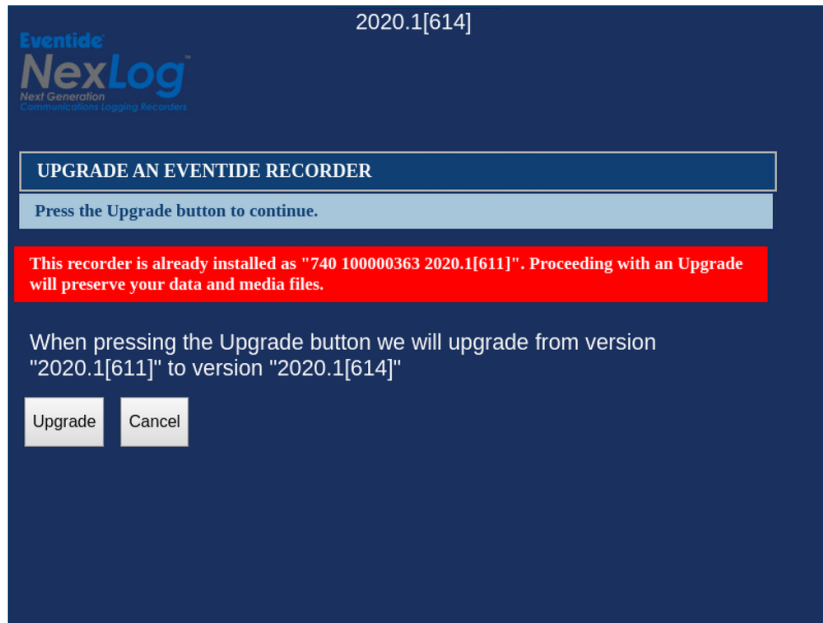 2020.1[614]
Eventide®
NexLog™
Next Generation
Communications Logging Recorders
UPGRADE AN EVENTIDE RECORDER
Press the Upgrade button to continue.
This recorder is already installed as "740 100000363 2020.1[611]". Proceeding with an Upgrade
will preserve your data and media files.
When pressing the Upgrade button we will upgrade from version
"2020.1[611]" to version "2020.1[614]"
Upgrade Cancel